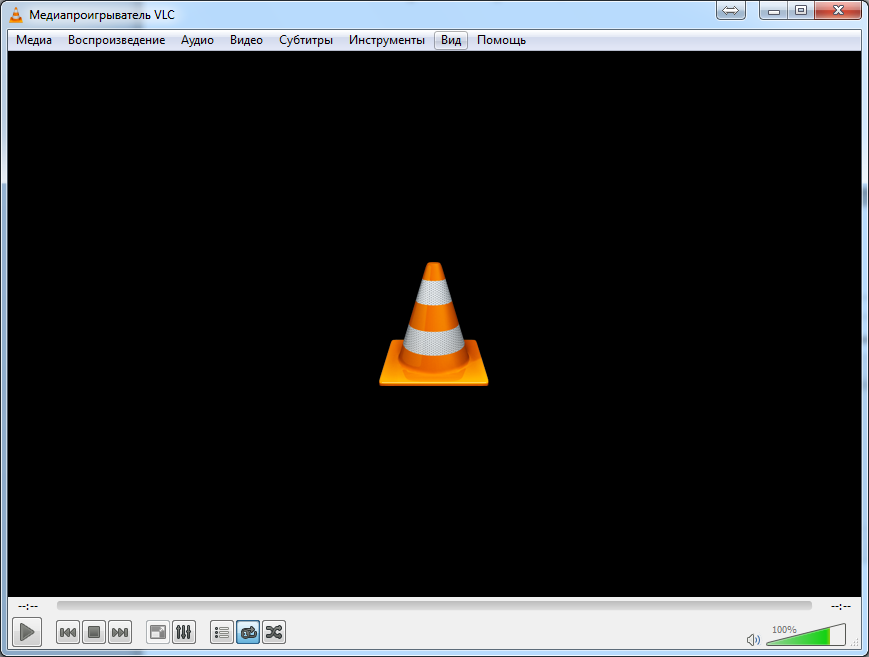 Медиапроигрыватель VLC
Медиа Воспроизведение Аудио Видео Субтитры Инструменты Вид Помощь
--:-- --:--
100%